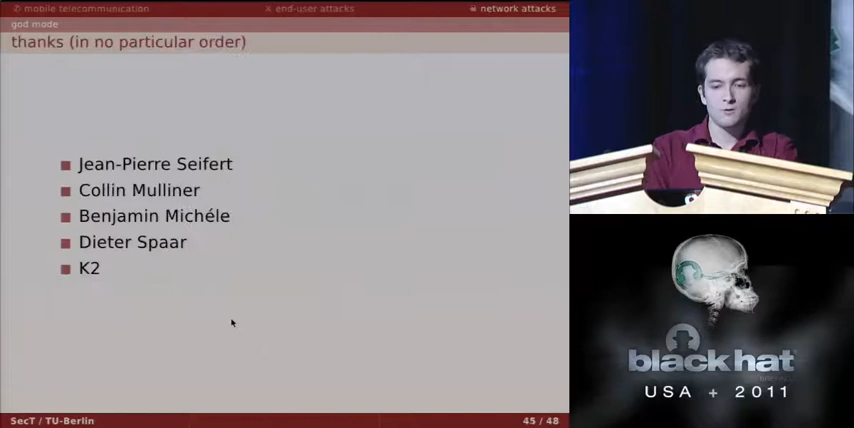 mobile telecommunication
end-user attacks
network attacks
god mode
thanks (in no particular order)
Jean-Pierre Seifert
Collin Mulliner
Benjamin Michéle
Dieter Spaar
K2
SecT / TU-Berlin
45 / 48
black hat
USA + 2011